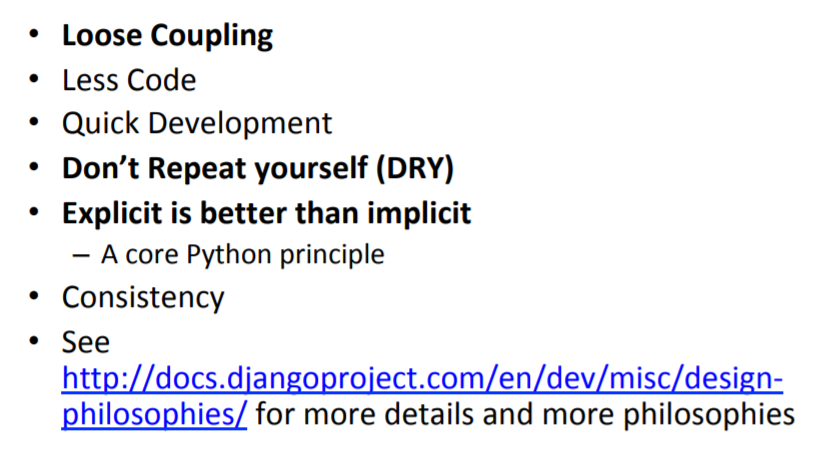 • Loose Coupling
• Less Code
• Quick Development
• Don’t Repeat yourself (DRY)
• Explicit is better than implicit
– A core Python principle
• Consistency
• See
http://docs.djangoproject.com/en/dev/misc/design-
philosophies/ for more details and more philosophies